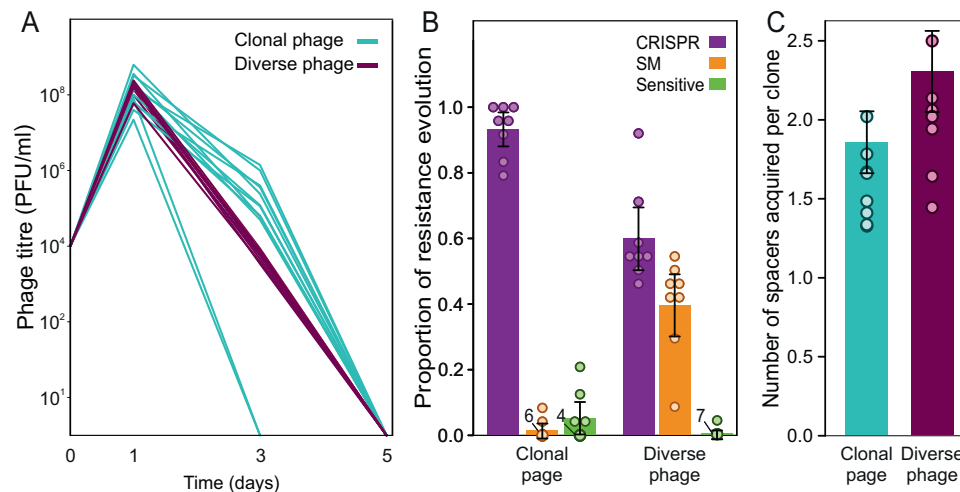 A
Clonal phage
Diverse phage
Phage titre (PFU/ml)
10^8
10^6
10^4
10^2
10^1
0
1
3
5
Time (days)
B
CRISPR
SM
Sensitive
Proportion of resistance evolution
1.0
0.8
0.6
0.4
0.2
0.0
6
4
7
Clonal page
Diverse phage
C
Number of spacers acquired per clone
2.5
2.0
1.5
1.0
0.5
0.0
Clonal page
Diverse phage